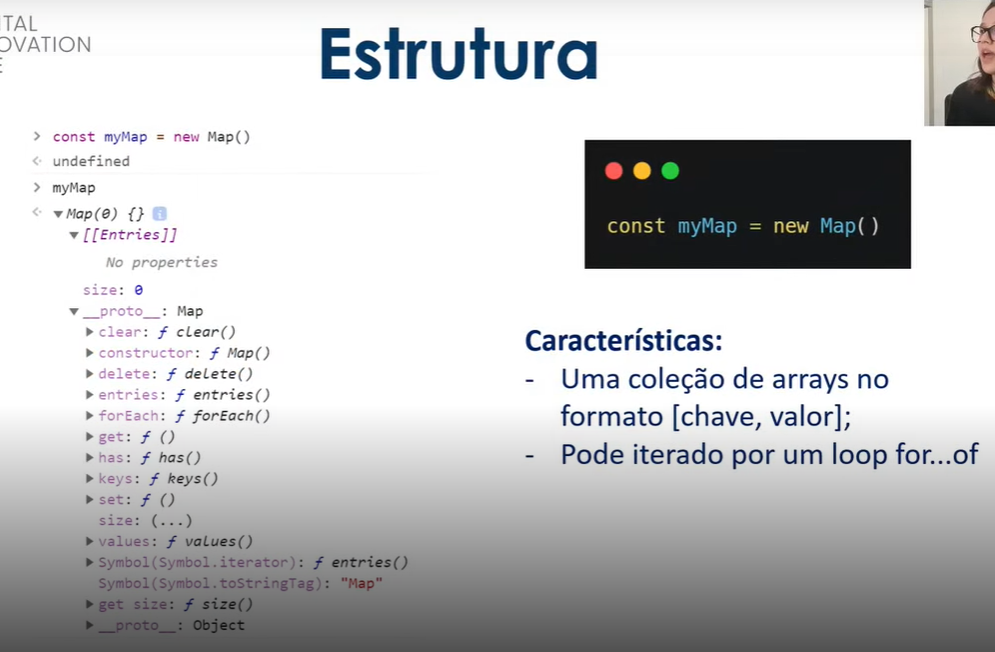 ITAL
OVATION
E
Estrutura
> const myMap = new Map()
< undefined
> myMap
< ▼Map(0) {} i
▼[[Entries]]
No properties
size: 0
▼__proto__: Map
▶clear: ƒ clear()
▶constructor: ƒ Map()
▶delete: ƒ delete()
▶entries: ƒ entries()
▶forEach: ƒ forEach()
▶get: ƒ ()
▶has: ƒ has()
▶keys: ƒ keys()
▶set: ƒ ()
size: (...)
▶values: ƒ values()
▶Symbol(Symbol.iterator): ƒ entries()
Symbol(Symbol.toStringTag): "Map"
▶get size: ƒ size()
▶__proto__: Object
const myMap = new Map()
Características:
- Uma coleção de arrays no
formato [chave, valor];
- Pode iterado por um loop for...of